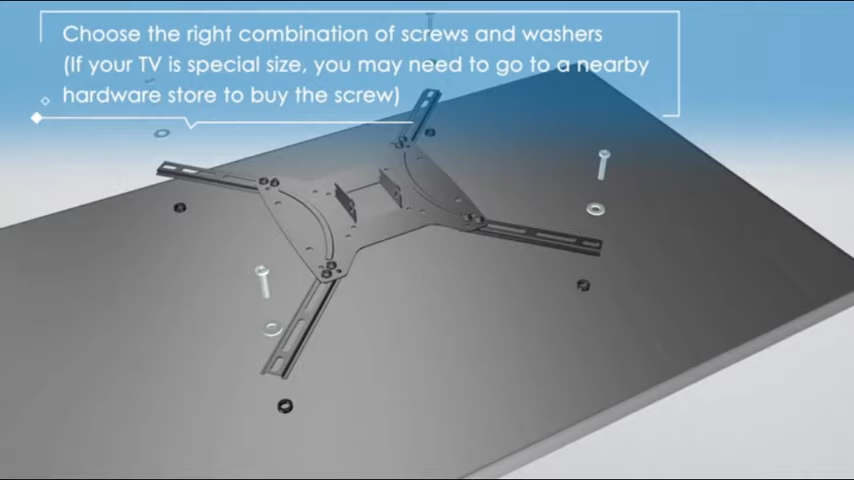 Choose the right combination of screws and washers
(If your TV is special size, you may need to go to a nearby
hardware store to buy the screw)